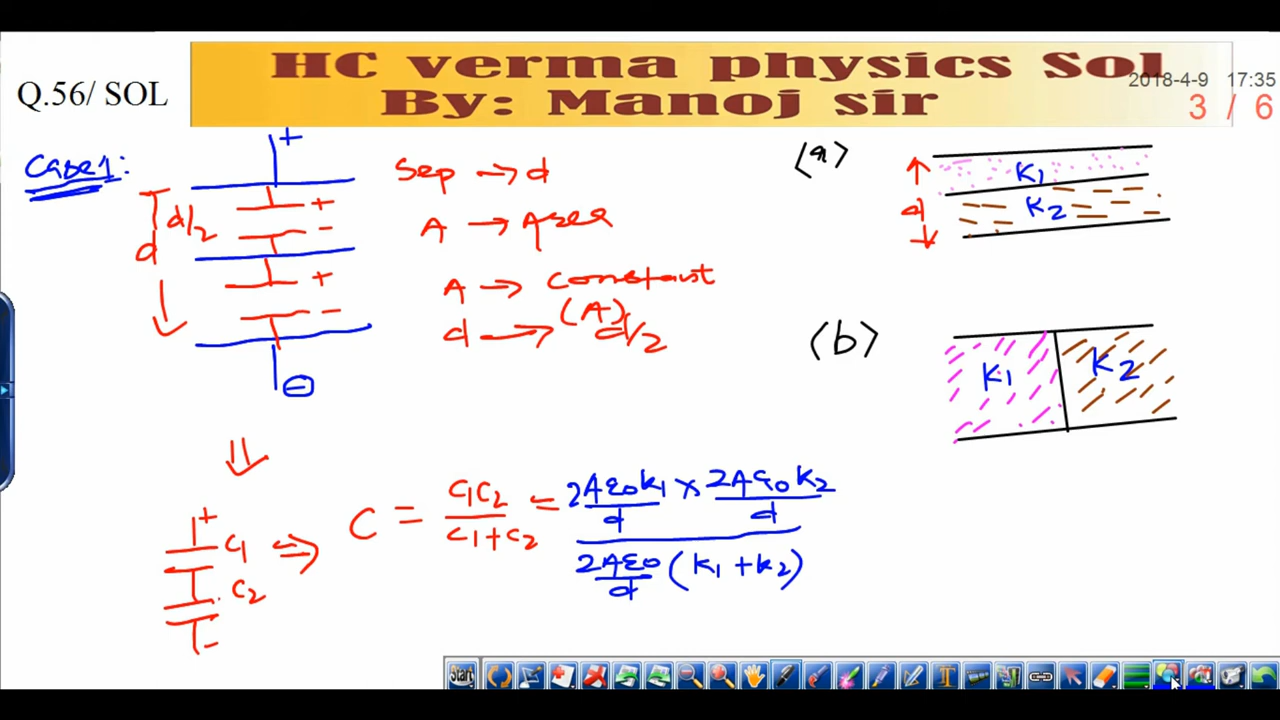 HC verma physics Sol
By: Manoj sir
Q.56/ SOL
2018-4-9 17:35
3 / 6
Case1:
+
Sep → d
A → Area
A → Constant
(A)
d → d/2
d/2
d
+
-
+
-
⊖
<a>
K1
K2
d
<b>
K1
K2
⇓
+
C1
C2
-
⇒ C = C1C2 / C1+C2 = 2Aε0k1/d × 2Aε0k2/d
2Aε0/d (k1+k2)
Start